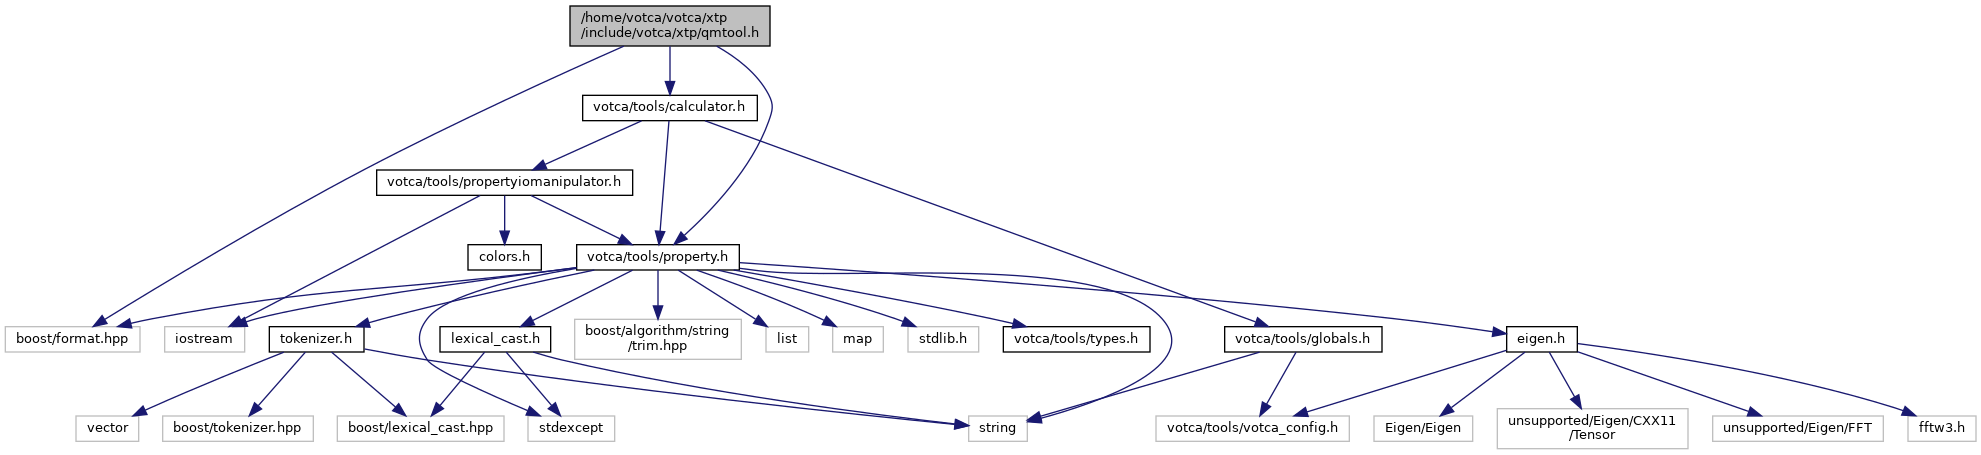 /home/votca/votca/xtp
/include/votca/xtp/qmtool.h
votca/tools/calculator.h
votca/tools/propertyiomanipulator.h
colors.h
votca/tools/property.h
boost/format.hpp
iostream
tokenizer.h
lexical_cast.h
boost/algorithm/string
/trim.hpp
list
map
stdlib.h
votca/tools/types.h
votca/tools/globals.h
eigen.h
vector
boost/tokenizer.hpp
boost/lexical_cast.hpp
stdexcept
string
votca/tools/votca_config.h
Eigen/Eigen
unsupported/Eigen/CXX11
/Tensor
unsupported/Eigen/FFT
fftw3.h